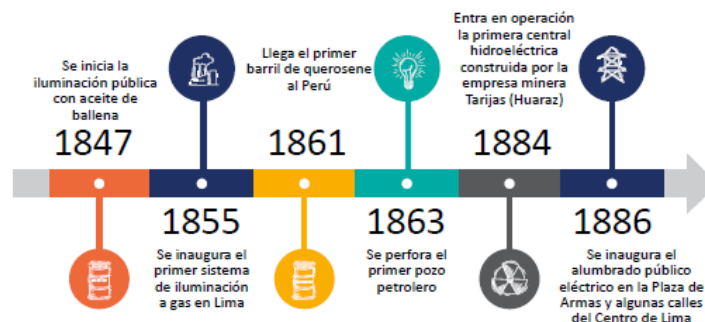 Se inicia la
iluminación pública
con aceite de
ballena
1847
1855
Se inaugura el
primer sistema
de iluminación
a gas en Lima
Llega el primer
barril de querosene
al Perú
1861
1863
Se perfora el
primer pozo
petrolero
Entra en operación
la primera central
hidroeléctrica
construida por la
empresa minera
Tarijas (Huaraz)
1884
1886
Se inaugura el
alumbrado público
eléctrico en la Plaza de
Armas y algunas calles
del Centro de Lima